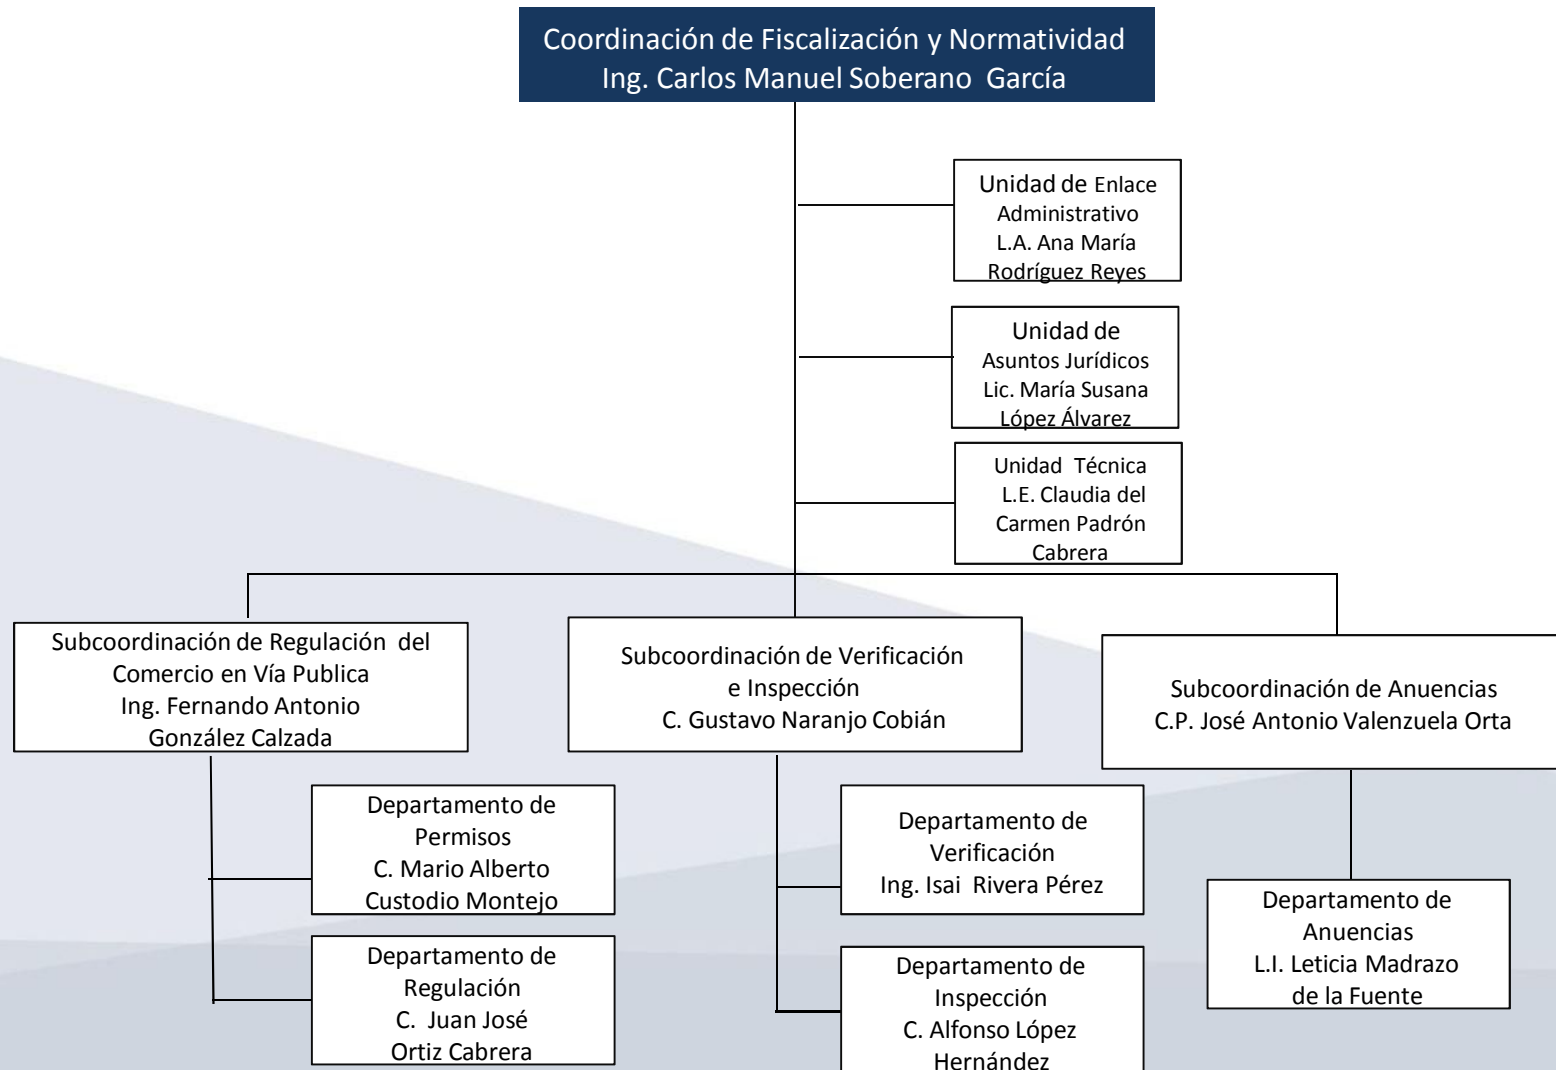 Coordinación de Fiscalización y Normatividad
Ing. Carlos Manuel Soberano García
Unidad de Enlace
Administrativo
L.A. Ana María
Rodríguez Reyes
Unidad de
Asuntos Jurídicos
Lic. María Susana
López Álvarez
Unidad Técnica
L.E. Claudia del
Carmen Padrón
Cabrera
Subcoordinación de Regulación del
Comercio en Vía Publica
Ing. Fernando Antonio
González Calzada
Subcoordinación de Verificación
e Inspección
C. Gustavo Naranjo Cobián
Subcoordinación de Anuencias
C.P. José Antonio Valenzuela Orta
Departamento de
Permisos
C. Mario Alberto
Custodio Montejo
Departamento de
Regulación
C. Juan José
Ortiz Cabrera
Departamento de
Verificación
Ing. Isai Rivera Pérez
Departamento de
Inspección
C. Alfonso López
Hernández
Departamento de
Anuencias
L.I. Leticia Madrazo
de la Fuente